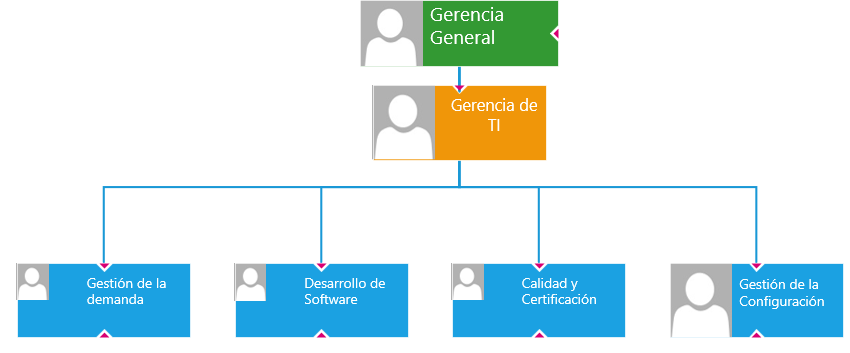 Gerencia
General
Gerencia de
TI
Gestión de la
demanda
Desarrollo de
Software
Calidad y
Certificación
Gestión de la
Configuración